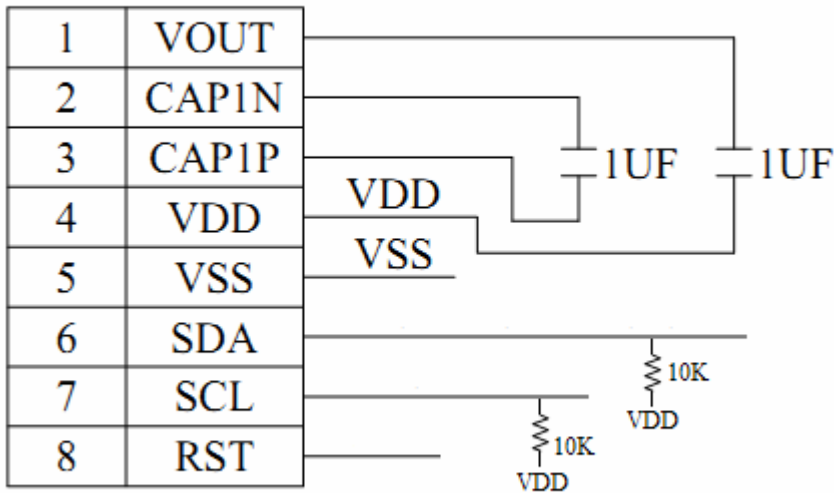 1 VOUT
2 CAP1N
3 CAP1P 1UF 1UF
4 VDD VDD
5 VSS VSS
6 SDA
10K
VDD
7 SCL
10K
VDD
8 RST